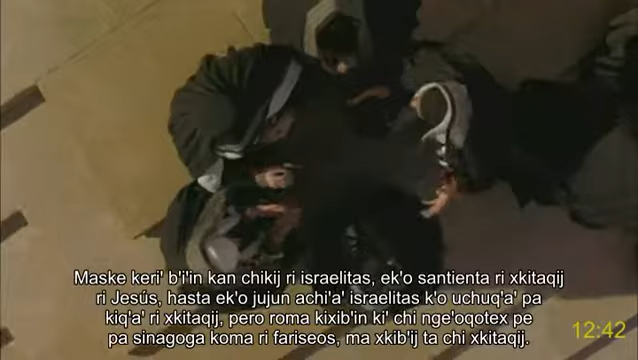 Maske keri' b'i'in kan chikij ri israelitas, ek'o santienta ri xkitaqij
ri Jesús, hasta ek'o jujun achi'a' israelitas k'o uchuq'a' pa
kiq'a' ri xkitaqij, pero roma kixib'in ki' chi nge'oqotex pe
pa sinagoga koma ri fariseos, ma xkib'ij ta chi xkitaqij.
12:42